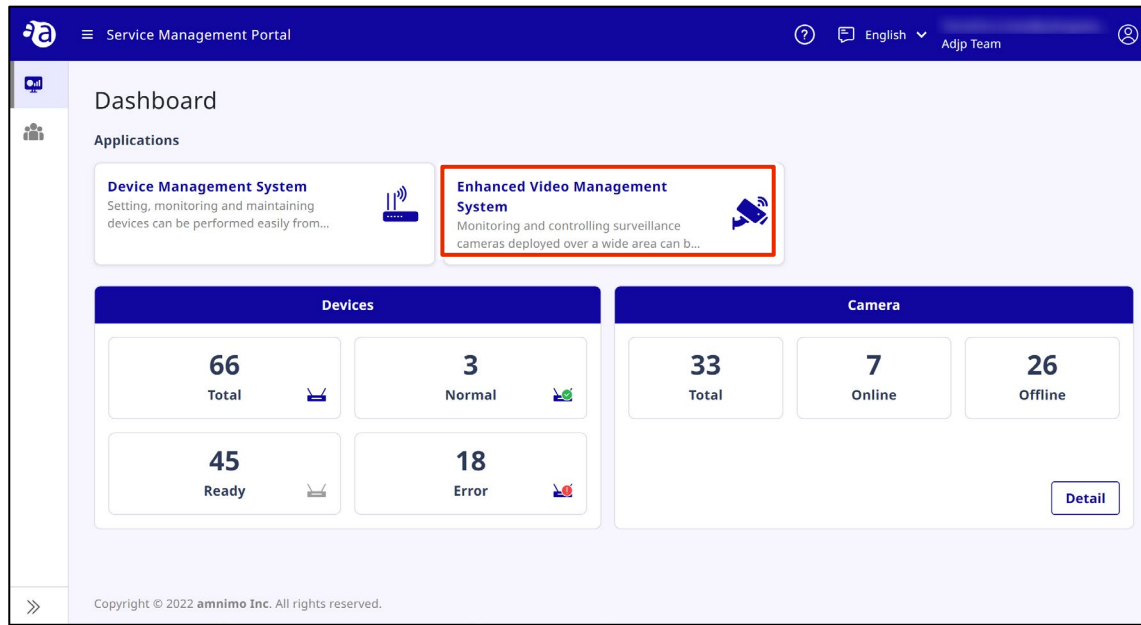 Service Management Portal
English
Adjp Team
Dashboard
Applications
Device Management System
Setting, monitoring and maintaining
devices can be performed easily from...
Enhanced Video Management
System
Monitoring and controlling surveillance
cameras deployed over a wide area can b...
Devices
66
Total
3
Normal
45
Ready
18
Error
Camera
33
Total
7
Online
26
Offline
Detail
Copyright © 2022 amnimo Inc. All rights reserved.